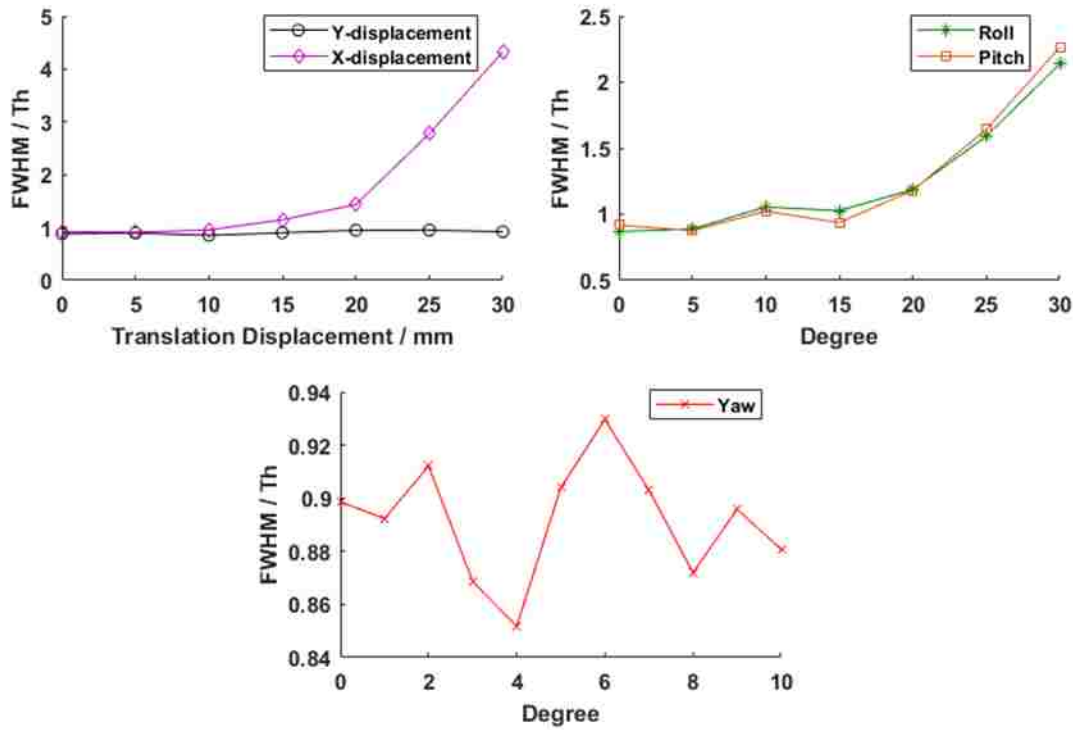 5
4
3
2
1
0
FWHM / Th
Y-displacement
X-displacement
0 5 10 15 20 25 30
Translation Displacement / mm
2.5
2
1.5
1
0.5
FWHM / Th
Roll
Pitch
0 5 10 15 20 25 30
Degree
0.94
0.92
0.9
0.88
0.86
0.84
FWHM / Th
Yaw
0 2 4 6 8 10
Degree